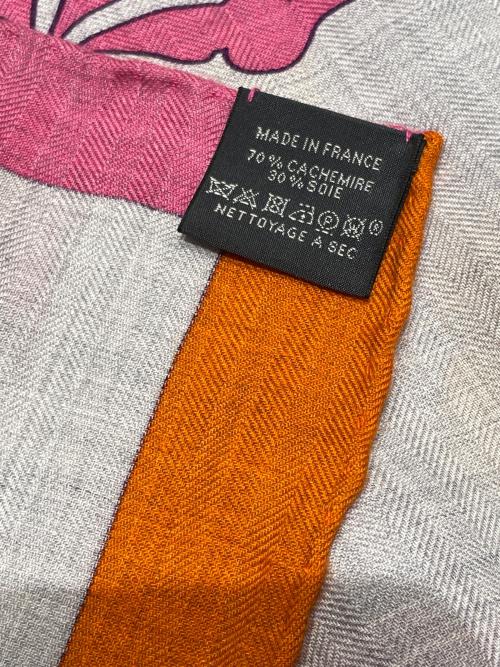 MADE IN FRANCE
70 % CACHEMIRE
30 % SOIE
P W ®
NETTOYAGE À SEC